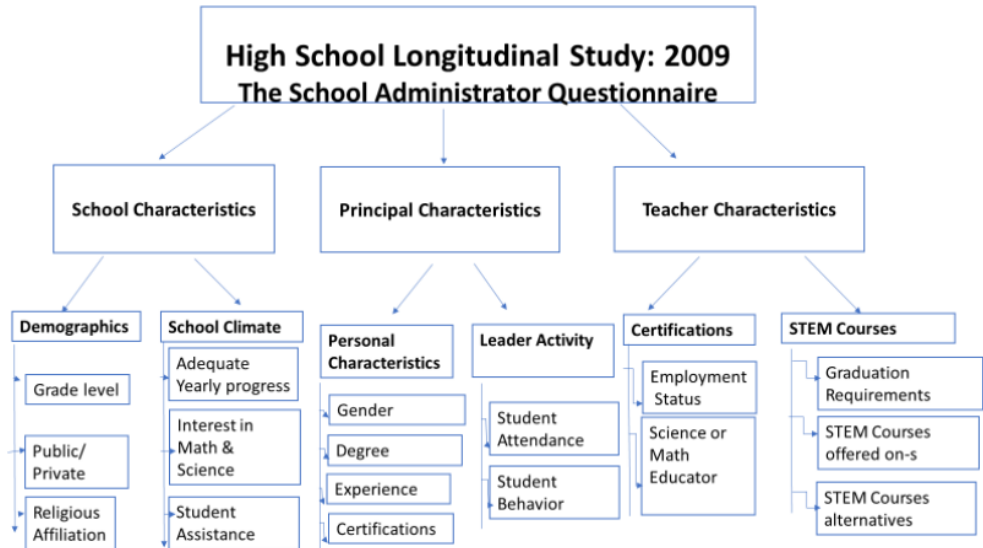 High School Longitudinal Study: 2009
The School Administrator Questionnaire
School Characteristics
Principal Characteristics
Teacher Characteristics
Demographics
Grade level
Public/
Private
Religious
Affiliation
School Climate
Adequate
Yearly progress
Interest in
Math &
Science
Student
Assistance
Personal
Characteristics
Gender
Degree
Experience
Certifications
Leader Activity
Student
Attendance
Student
Behavior
Certifications
Employment
Status
Science or
Math
Educator
STEM Courses
Graduation
Requirements
STEM Courses
offered on-s
STEM Courses
alternatives